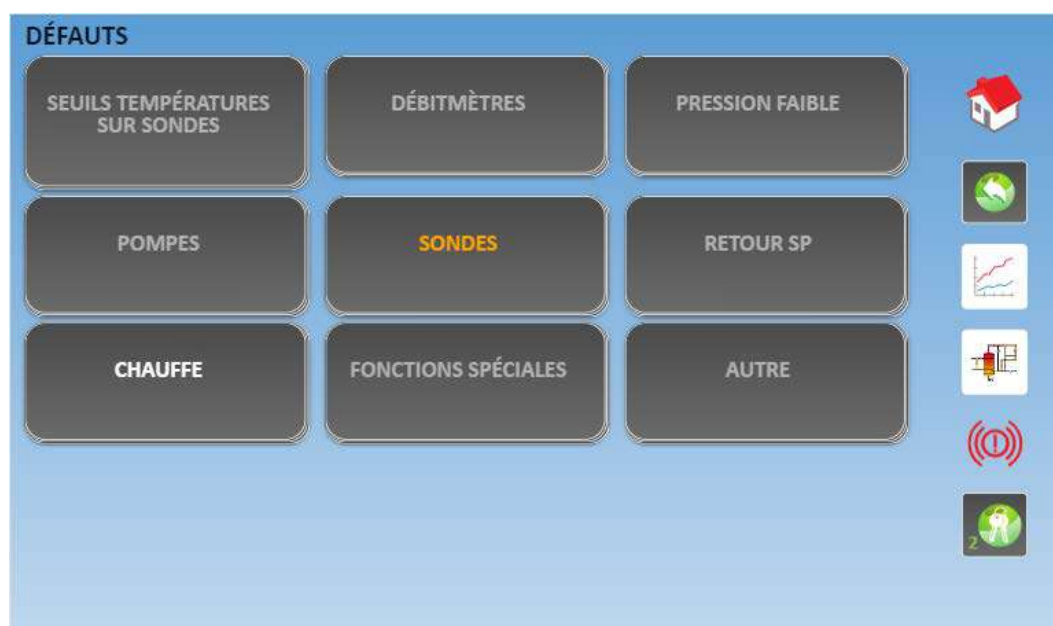 DÉFAUTS
SEUILS TEMPÉRATURES
SUR SONDES
DÉBITMÈTRES
PRESSION FAIBLE
POMPES
SONDES
RETOUR SP
CHAUFFE
FONCTIONS SPÉCIALES
AUTRE
2